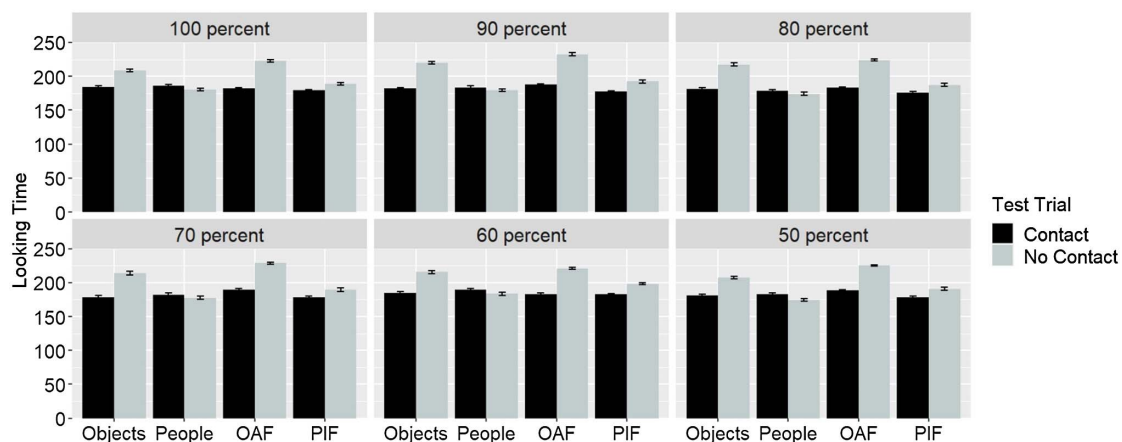 100 percent 90 percent 80 percent
250
200
150
100
50
0
70 percent 60 percent 50 percent
250
200
150
100
50
0
Looking Time
Objects People OAF PIF Objects People OAF PIF Objects People OAF PIF
Test Trial
Contact
No Contact